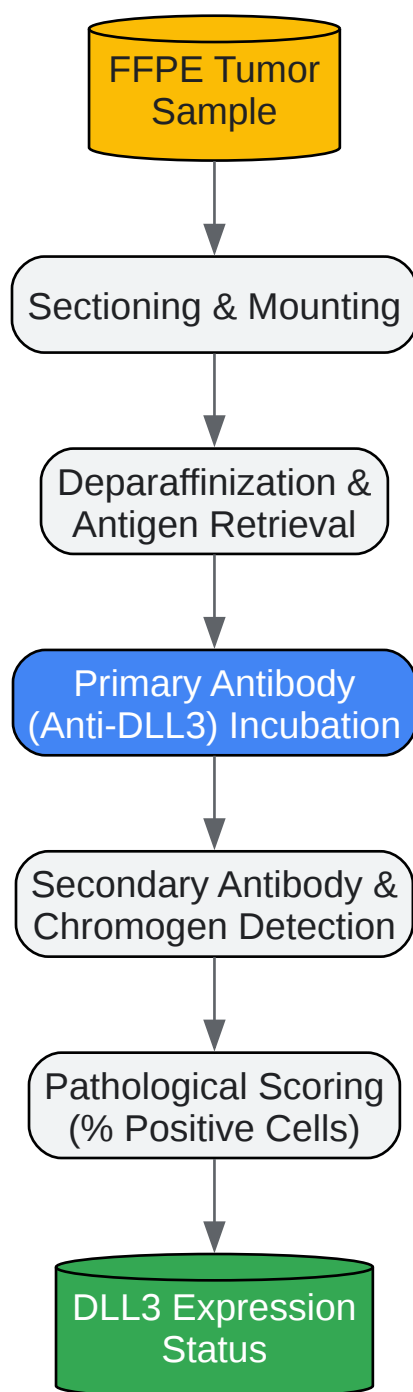 FFPE Tumor
Sample
Sectioning & Mounting
Deparaffinization &
Antigen Retrieval
Primary Antibody
(Anti-DLL3) Incubation
Secondary Antibody &
Chromogen Detection
Pathological Scoring
(% Positive Cells)
DLL3 Expression
Status